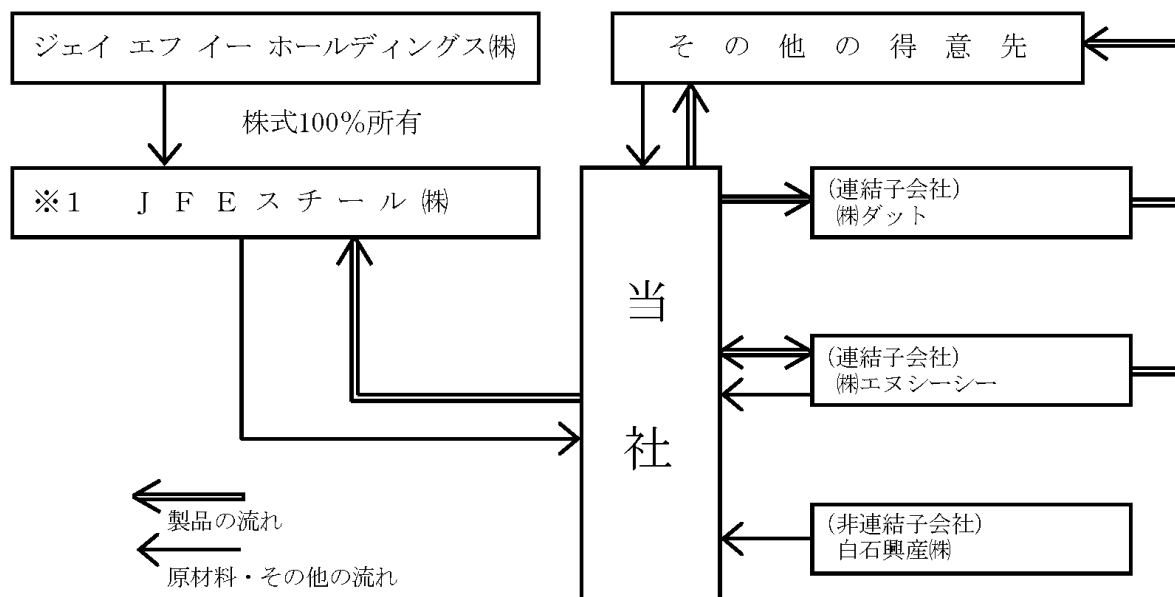 ジェイ エフ イー ホールディングス㈱
そ の 他 の 得 意 先
株式100%所有
※1 J F E ス チ ー ル ㈱
(連結子会社)
㈱ダット
当
社
(連結子会社)
㈱エヌシーシー
製品の流れ
原材料・その他の流れ
(非連結子会社)
白石興産㈱